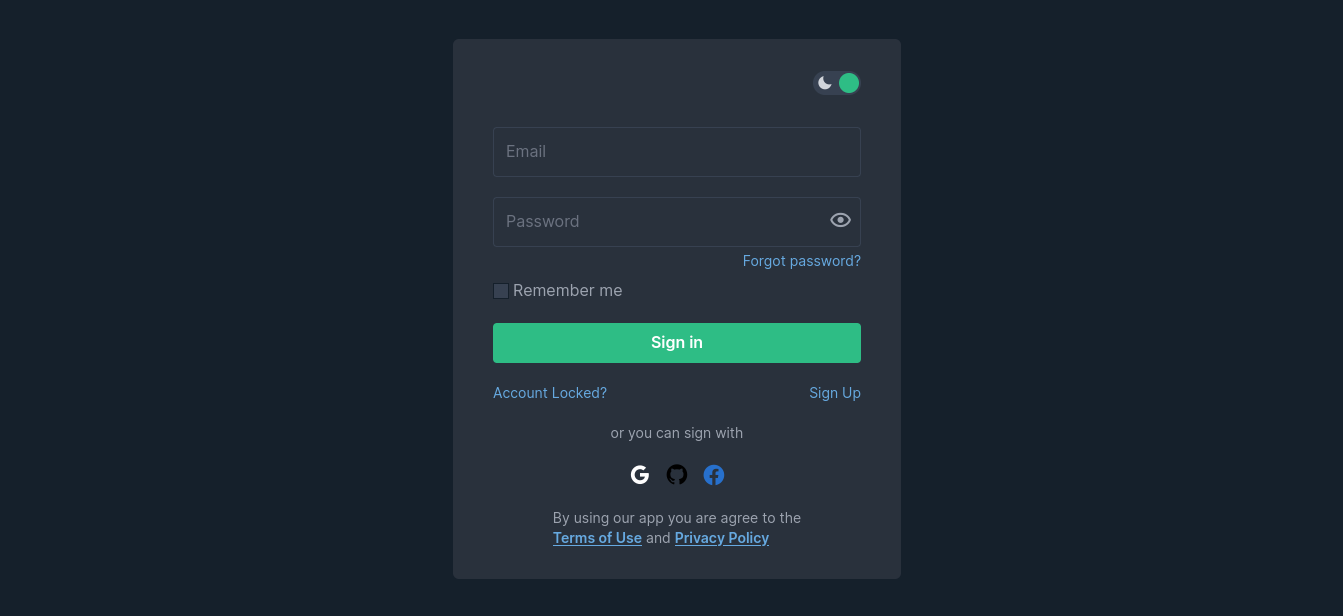 Email
Password
Forgot password?
Remember me
Sign in
Account Locked? Sign Up
or you can sign with
By using our app you are agree to the
Terms of Use and Privacy Policy